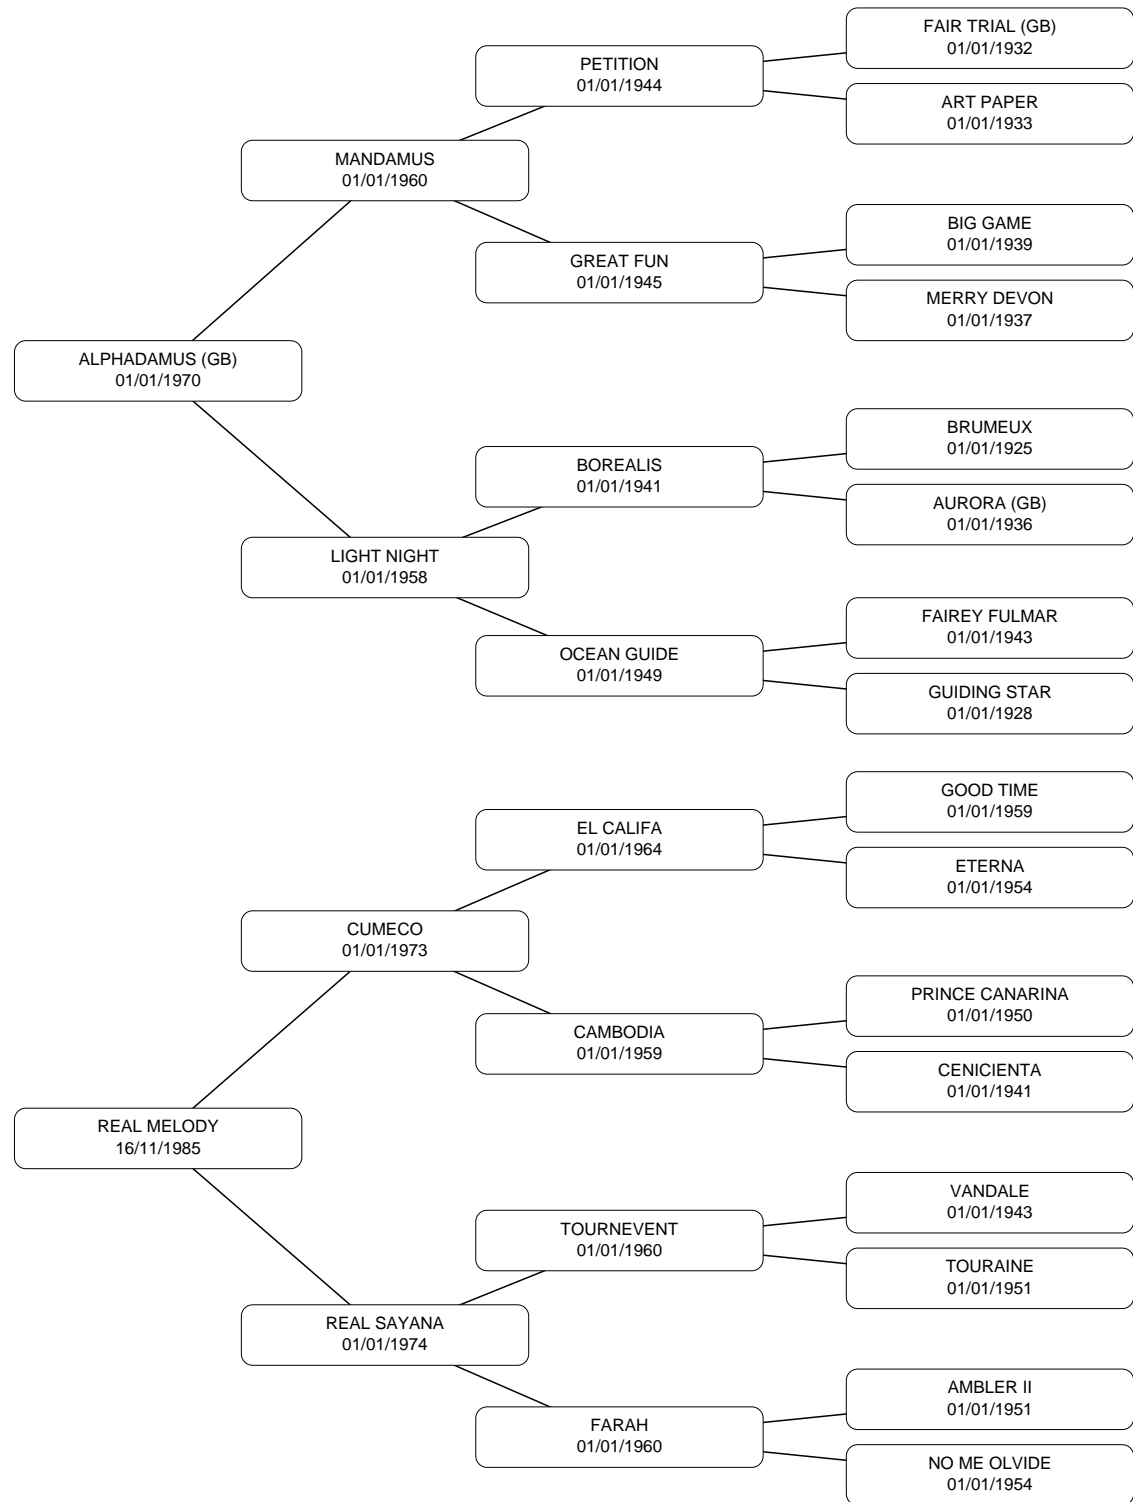 FAIR TRIAL (GB)
01/01/1932
PETITION
01/01/1944
ART PAPER
01/01/1933
MANDAMUS
01/01/1960
BIG GAME
01/01/1939
GREAT FUN
01/01/1945
MERRY DEVON
01/01/1937
ALPHADAMUS (GB)
01/01/1970
BRUMEUX
01/01/1925
BOREALIS
01/01/1941
AURORA (GB)
01/01/1936
LIGHT NIGHT
01/01/1958
FAIREY FULMAR
01/01/1943
OCEAN GUIDE
01/01/1949
GUIDING STAR
01/01/1928
GOOD TIME
01/01/1959
EL CALIFA
01/01/1964
ETERNA
01/01/1954
CUMECO
01/01/1973
PRINCE CANARINA
01/01/1950
CAMBODIA
01/01/1959
CENICIENTA
01/01/1941
REAL MELODY
16/11/1985
VANDALE
01/01/1943
TOURNEVENT
01/01/1960
TOURAINE
01/01/1951
REAL SAYANA
01/01/1974
AMBLER II
01/01/1951
FARAH
01/01/1960
NO ME OLVIDE
01/01/1954